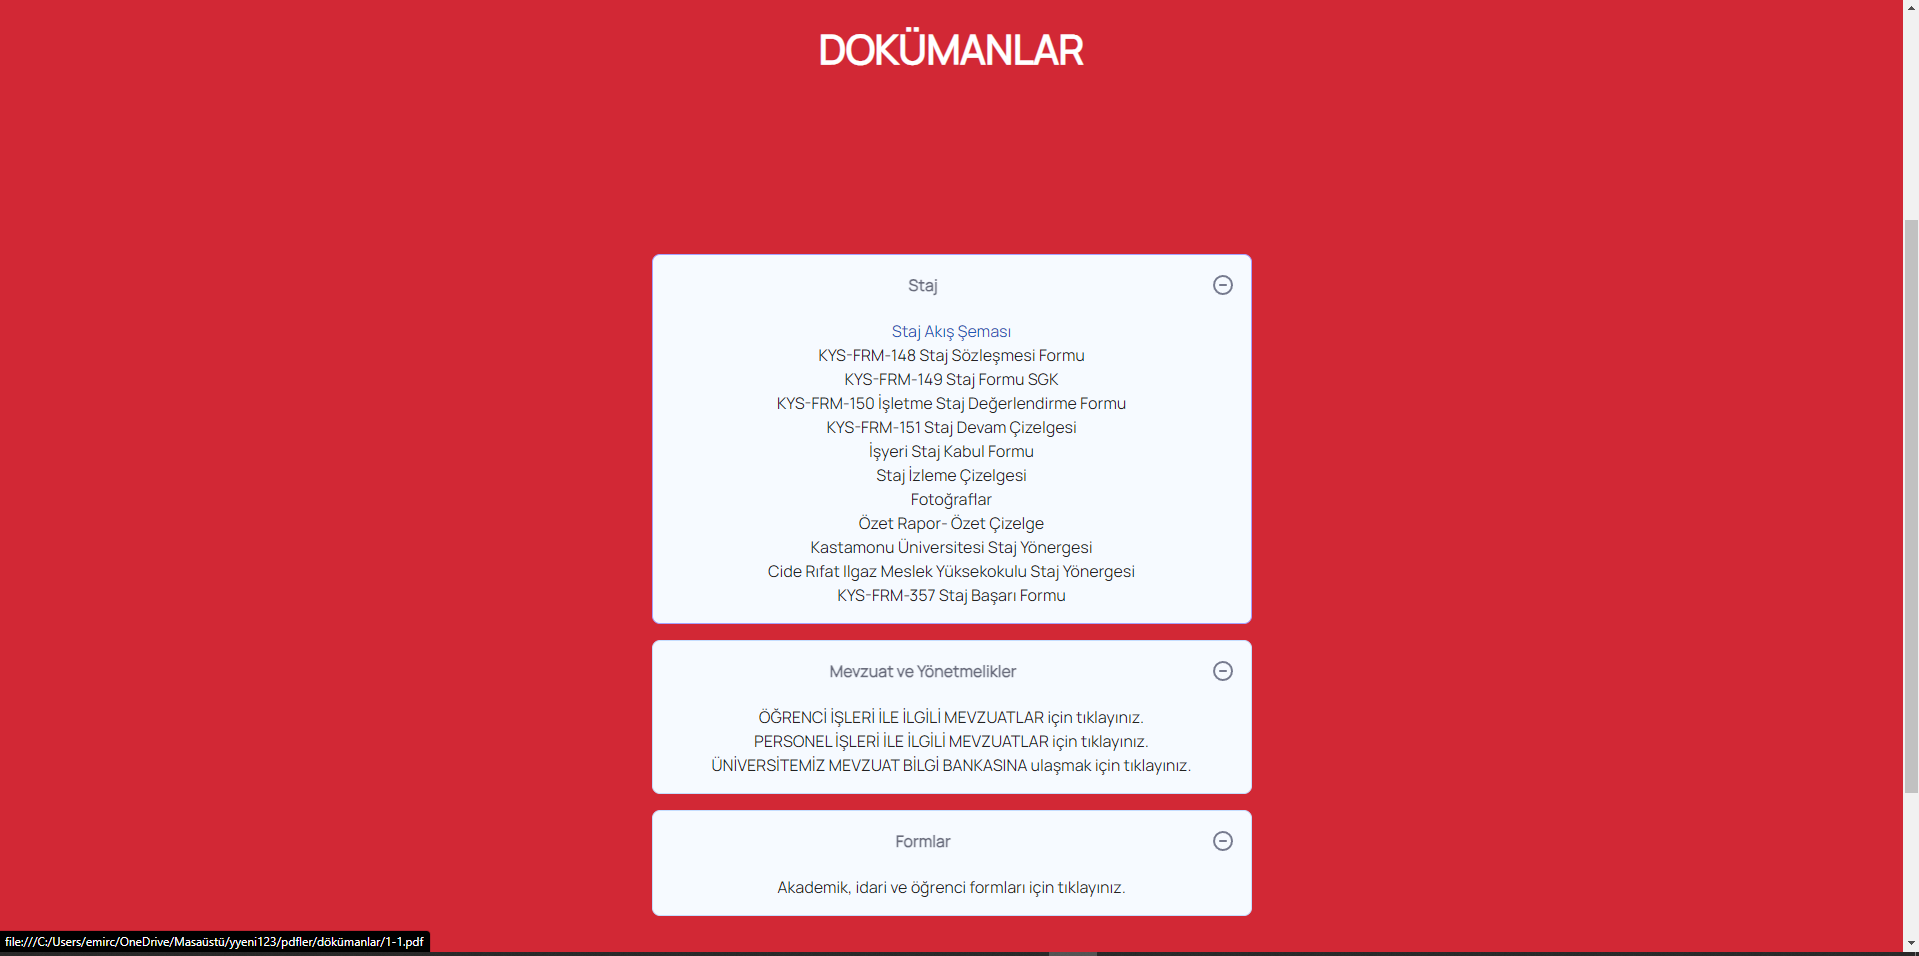 DOKÜMANLAR
Staj
Staj Akış Şeması
KYS-FRM-148 Staj Sözleşmesi Formu
KYS-FRM-149 Staj Formu SGK
KYS-FRM-150 İşletme Staj Değerlendirme Formu
KYS-FRM-151 Staj Devam Çizelgesi
İşyeri Staj Kabul Formu
Staj İzleme Çizelgesi
Fotoğraflar
Özet Rapor- Özet Çizelge
Kastamonu Üniversitesi Staj Yönergesi
Cide Rıfat Ilgaz Meslek Yüksekokulu Staj Yönergesi
KYS-FRM-357 Staj Başarı Formu
Mevzuat ve Yönetmelikler
ÖĞRENCİ İŞLERİ İLE İLGİLİ MEVZUATLAR için tıklayınız.
PERSONEL İŞLERİ İLE İLGİLİ MEVZUATLAR için tıklayınız.
ÜNİVERSİTEMİZ MEVZUAT BİLGİ BANKASINA ulaşmak için tıklayınız.
Formlar
Akademik, idari ve öğrenci formları için tıklayınız.
file:///C:/Users/emirc/OneDrive/Masaüstü/yyeni123/pdfler/dökümanlar/1-1.pdf